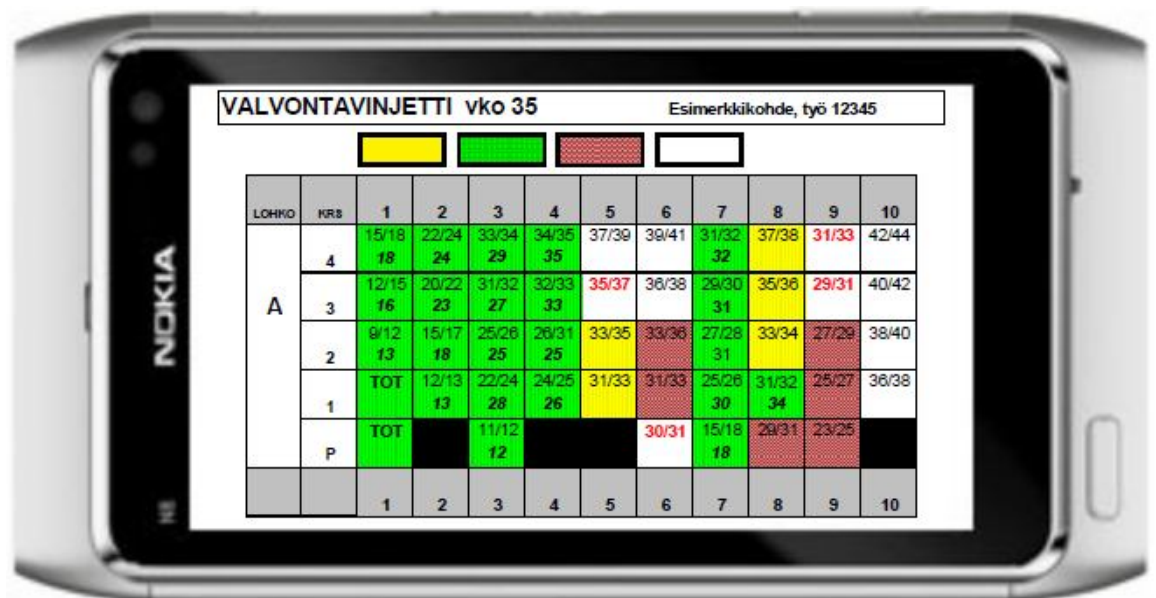 VALVONTAVINJETTI vko 35 Esimerkkikohde, työ 12345
LOHKO KRS 1 2 3 4 5 6 7 8 9 10
15/18 22/24 33/34 34/35 37/39 39/41 31/32 37/38 31/33 42/44
4 18 24 29 35 32
12/15 20/22 31/32 32/33 35/37 36/38 29/30 35/36 29/31 40/42
A 3 16 23 27 33 31
9/12 15/17 25/26 26/31 33/35 33/36 27/28 33/34 27/29 38/40
2 13 18 25 25 31
TOT 12/13 22/24 24/25 31/33 31/33 25/26 31/32 25/27 36/38
1 13 28 26 30 34
TOT 11/12 30/31 15/18 29/31 23/25
P 12 18
1 2 3 4 5 6 7 8 9 10
NOKIA
N8